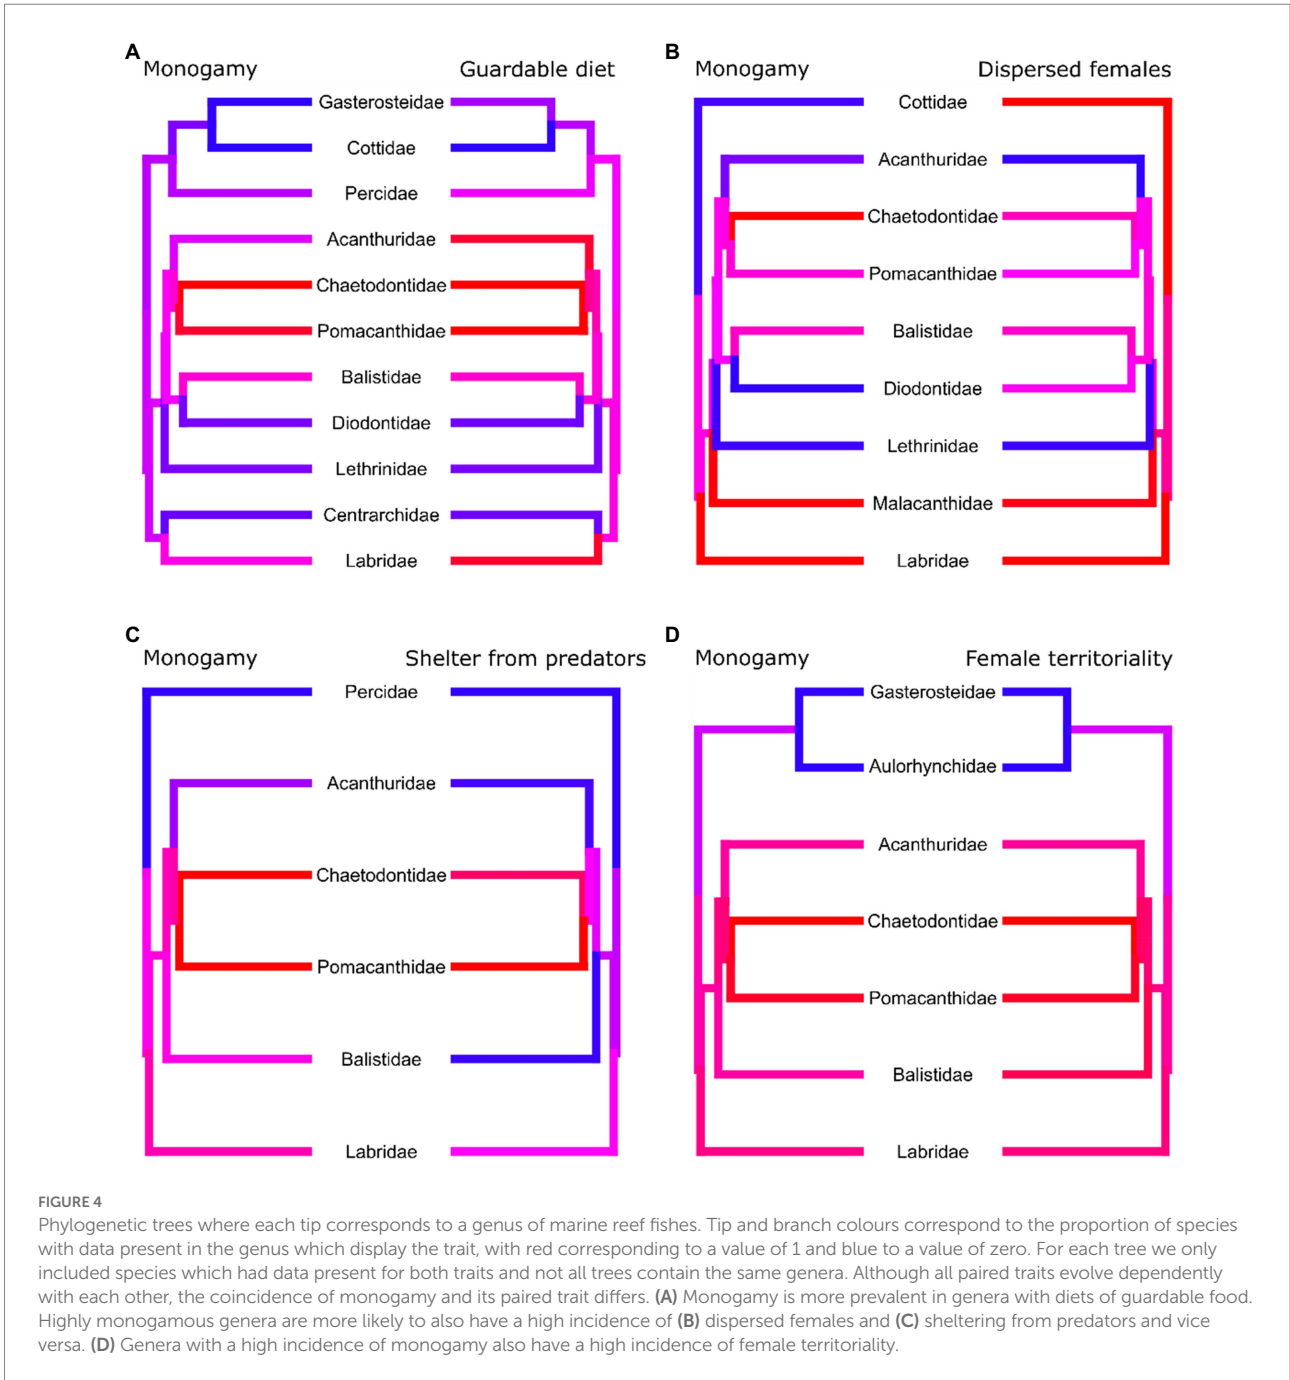 A
Monogamy
Guardable diet
Gasterosteidae
Cottidae
Percidae
Acanthuridae
Chaetodontidae
Pomacanthidae
Balistidae
Diodontidae
Lethrinidae
Centrarchidae
Labridae
B
Monogamy
Dispersed females
Cottidae
Acanthuridae
Chaetodontidae
Pomacanthidae
Balistidae
Diodontidae
Lethrinidae
Malacanthidae
Labridae
C
Monogamy
Shelter from predators
Percidae
Acanthuridae
Chaetodontidae
Pomacanthidae
Balistidae
Labridae
D
Monogamy
Female territoriality
Gasterosteidae
Aulorhynchidae
Acanthuridae
Chaetodontidae
Pomacanthidae
Balistidae
Labridae
FIGURE 4
Phylogenetic trees where each tip corresponds to a genus of marine reef fishes. Tip and branch colours correspond to the proportion of species
with data present in the genus which display the trait, with red corresponding to a value of 1 and blue to a value of zero. For each tree we only
included species which had data present for both traits and not all trees contain the same genera. Although all paired traits evolve dependently
with each other, the coincidence of monogamy and its paired trait differs. (A) Monogamy is more prevalent in genera with diets of guardable food.
Highly monogamous genera are more likely to also have a high incidence of (B) dispersed females and (C) sheltering from predators and vice
versa. (D) Genera with a high incidence of monogamy also have a high incidence of female territoriality.